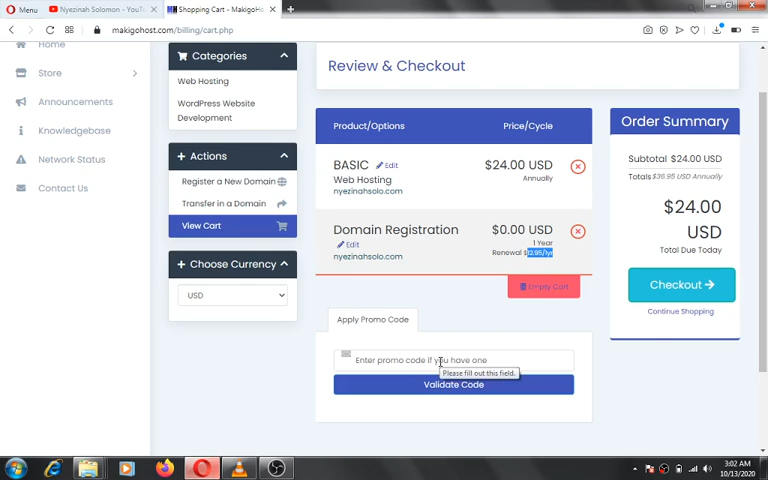 Menu
Nyezinah Solomon - YouT
Shopping Cart - MakigoHos
makigohost.com/billing/cart.php
Home
Store
Announcements
Knowledgebase
Network Status
Contact Us
Categories
Web Hosting
WordPress Website
Development
Actions
Register a New Domain
Transfer in a Domain
View Cart
Choose Currency
USD
Review & Checkout
Product/Options
Price/Cycle
BASIC Edit
$24.00 USD
Web Hosting
Annually
nyezinahsolo.com
Domain Registration
$0.00 USD
Edit
1 Year
Renewal $12.95/1yr
nyezinahsolo.com
Empty Cart
Apply Promo Code
Enter promo code if you have one
Please fill out this field.
Validate Code
Order Summary
Subtotal $24.00 USD
Totals $36.95 USD Annually
$24.00
USD
Total Due Today
Checkout
Continue Shopping
3:02 AM
10/13/2020